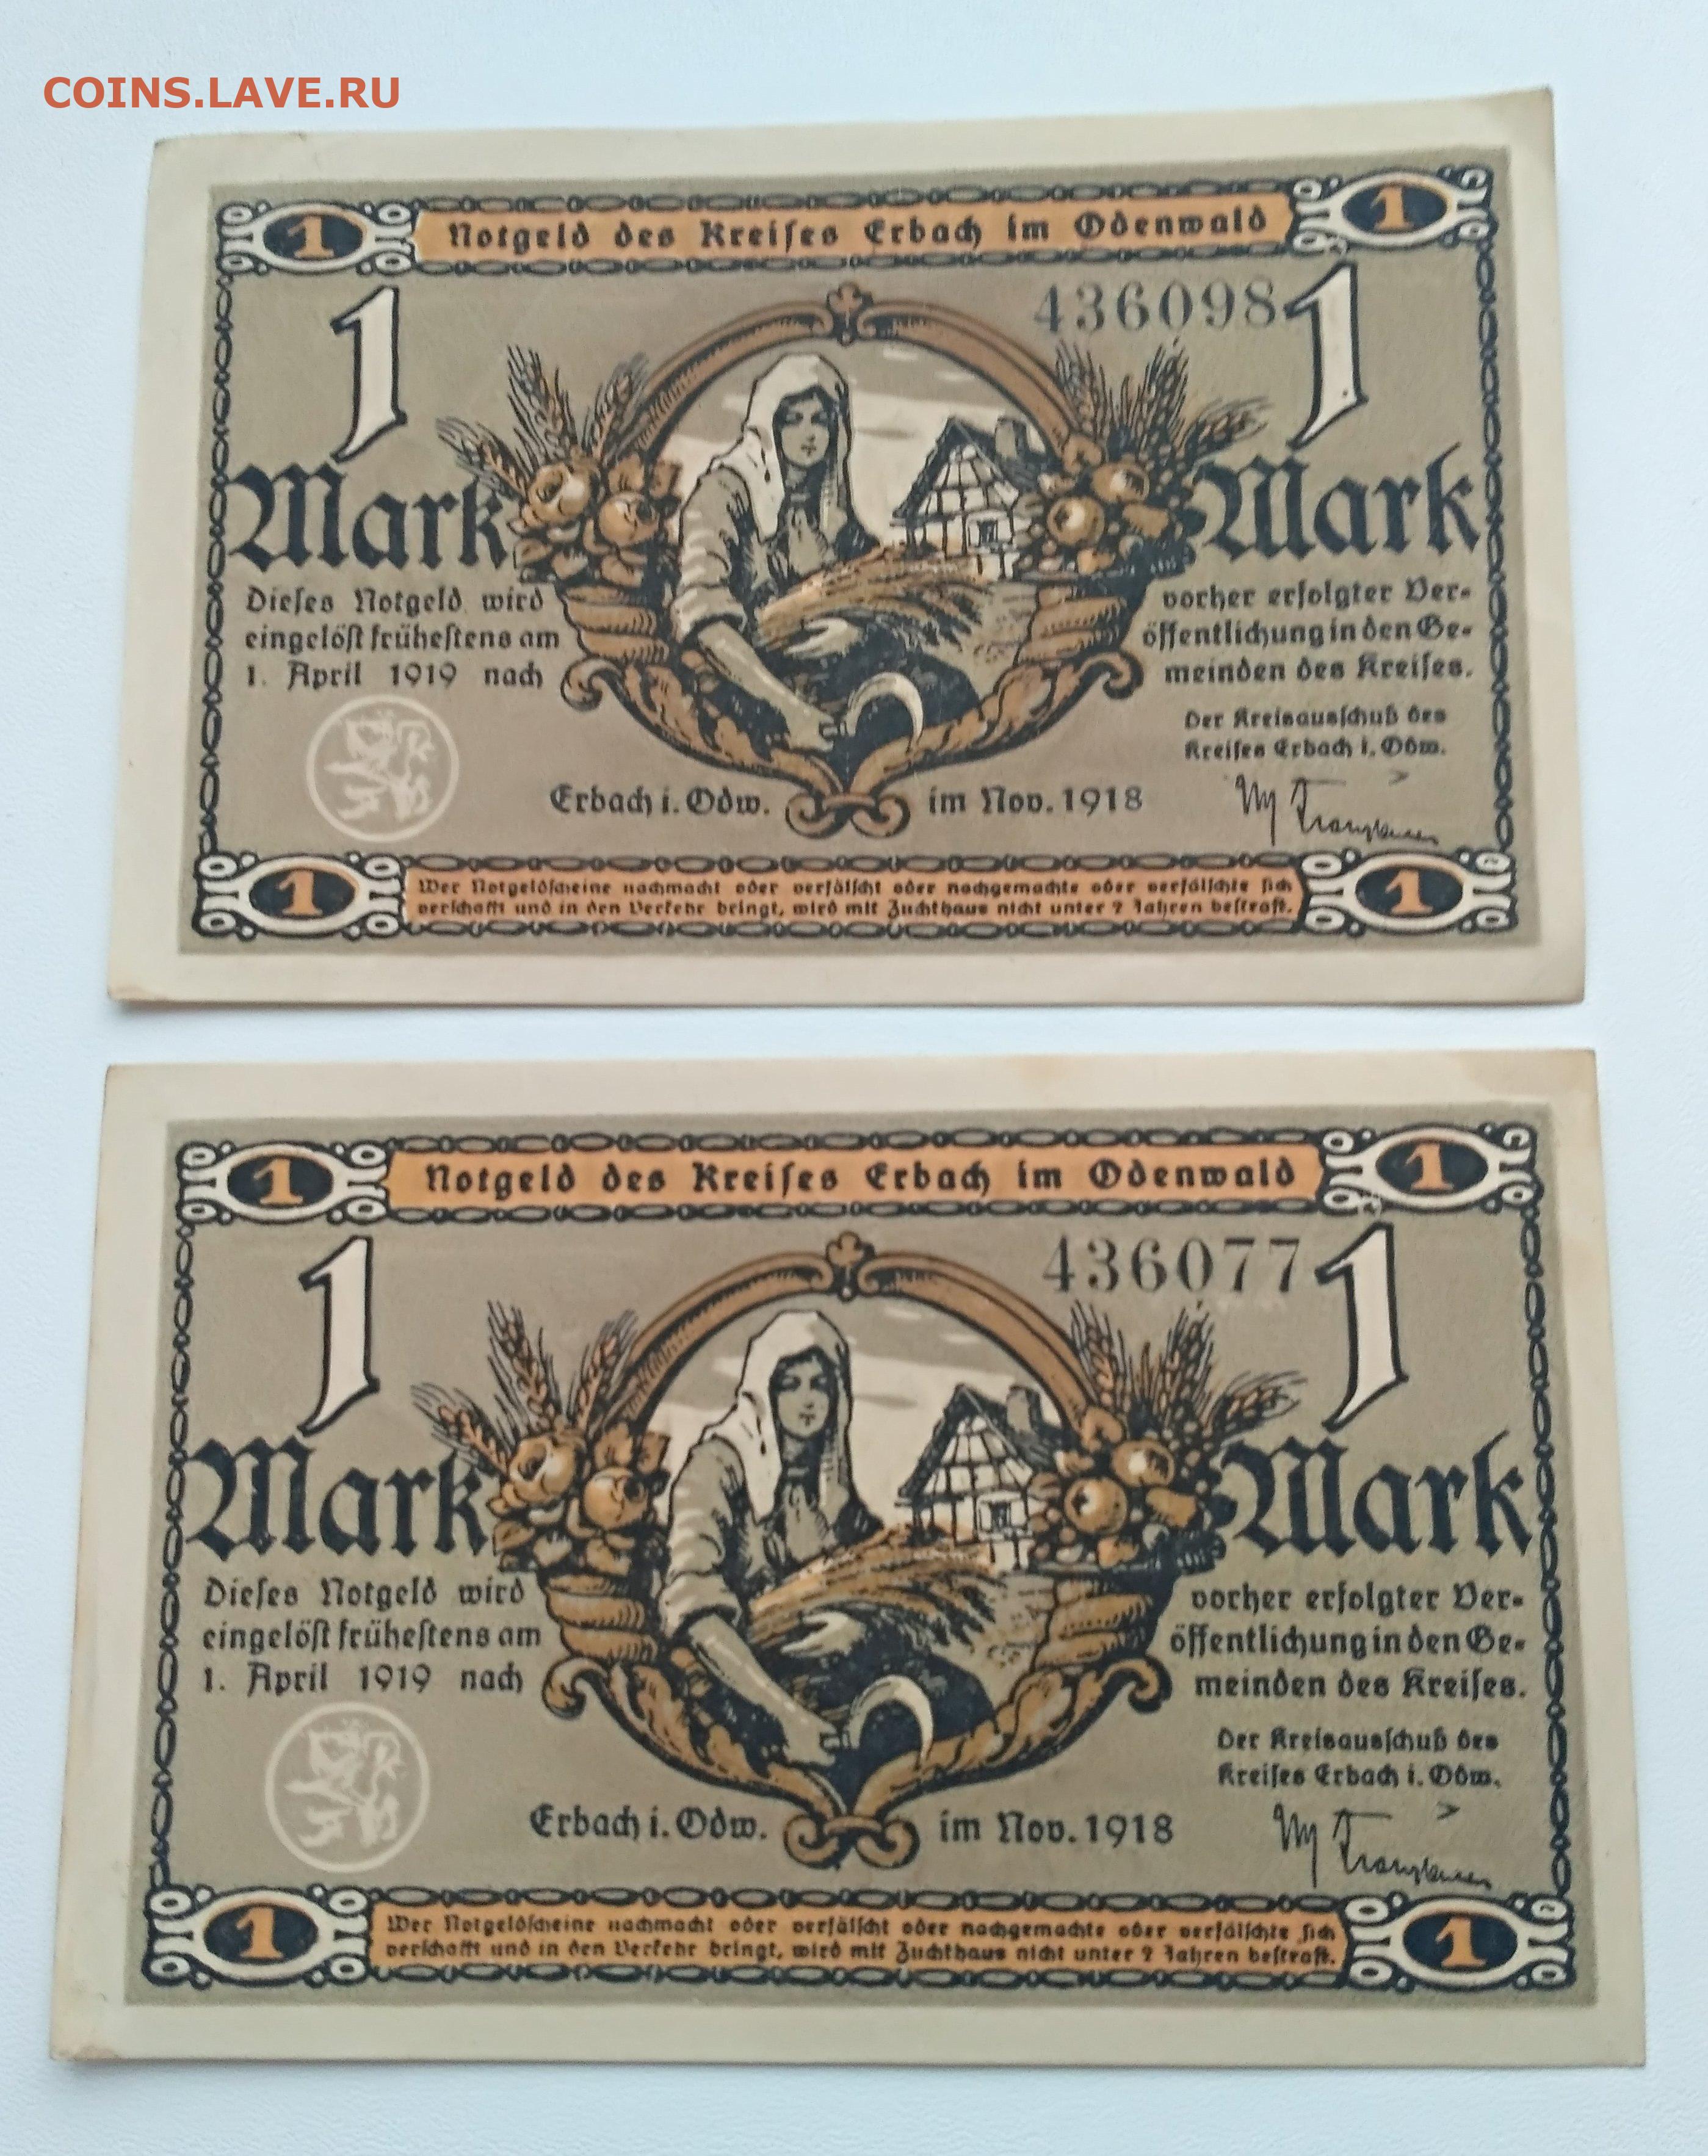 COINS.LAVE.RU
1 Notgeld des Kreiſes Erbach im Odenwald 1
436098
1 1
Mark Mark
Dieſes Notgeld wird
eingelöſt früheſtens am
1. April 1919 nach
vorher erfolgter Ver-
öffentlichung in den Ge-
meinden des Kreiſes.
Der Kreisausſchuß des
Kreiſes Erbach i. Odw.
Erbach i. Odw. im Nov. 1918
1 Wer Notgeldſcheine nachmacht oder verfälſcht oder nachgemachte oder verfälſchte ſich 1
verſchafft und in den Verkehr bringt, wird mit Zuchthaus nicht unter 2 Jahren beſtraft.
1 Notgeld des Kreiſes Erbach im Odenwald 1
436077
1 1
Mark Mark
Dieſes Notgeld wird
eingelöſt früheſtens am
1. April 1919 nach
vorher erfolgter Ver-
öffentlichung in den Ge-
meinden des Kreiſes.
Der Kreisausſchuß des
Kreiſes Erbach i. Odw.
Erbach i. Odw. im Nov. 1918
1 Wer Notgeldſcheine nachmacht oder verfälſcht oder nachgemachte oder verfälſchte ſich 1
verſchafft und in den Verkehr bringt, wird mit Zuchthaus nicht unter 2 Jahren beſtraft.